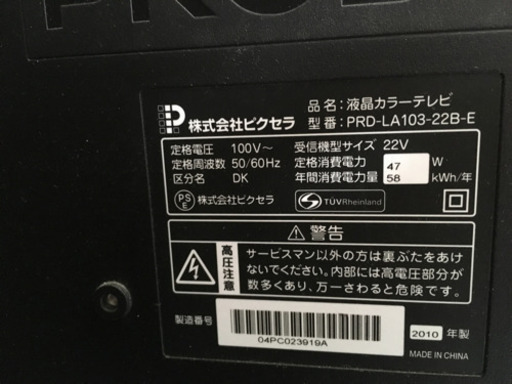 PROD
株式会社ピクセラ
品名：液晶カラーテレビ
型番：PRD-LA103-22B-E
定格電圧 100V～
受信機型サイズ 22V
定格周波数 50/60Hz
定格消費電力 47 W
区分名 DK
年間消費電力量 58 kWh/年
PSE 株式会社ピクセラ
TÜVRheinland
警告
高圧注意
サービスマン以外の方は裏ぶたをあけ
ないでください。内部には高電圧部分が
数多くあり、万一さわると危険です。
製造番号
04PC023919A
2010 年製
MADE IN CHINA